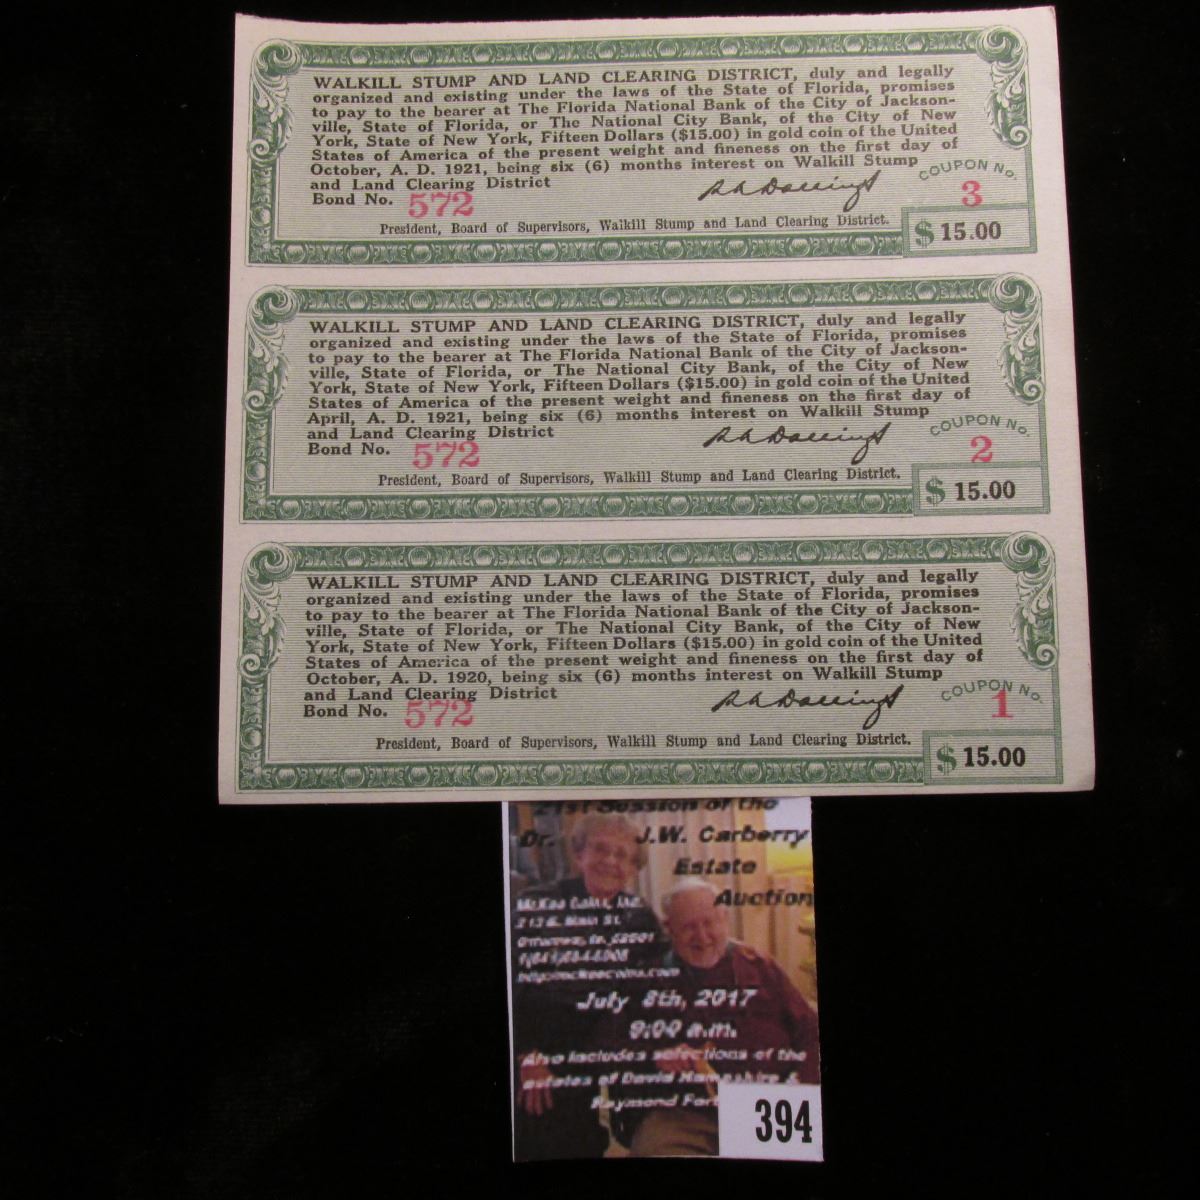 WALKILL STUMP AND LAND CLEARING DISTRICT, duly and legally
organized and existing under the laws of the State of Florida, promises
to pay to the bearer at The Florida National Bank of the City of Jackson-
ville, State of Florida, or The National City Bank, of the City of New
York, State of New York, Fifteen Dollars ($15.00) in gold coin of the United
States of America of the present weight and fineness on the first day of
October, A. D. 1921, being six (6) months interest on Walkill Stump
and Land Clearing District
Bond No. 572
COUPON No.
3
President, Board of Supervisors, Walkill Stump and Land Clearing District.
$ 15.00
WALKILL STUMP AND LAND CLEARING DISTRICT, duly and legally
organized and existing under the laws of the State of Florida, promises
to pay to the bearer at The Florida National Bank of the City of Jackson-
ville, State of Florida, or The National City Bank, of the City of New
York, State of New York, Fifteen Dollars ($15.00) in gold coin of the United
States of America of the present weight and fineness on the first day of
April, A. D. 1921, being six (6) months interest on Walkill Stump
and Land Clearing District
Bond No. 572
COUPON No.
2
President, Board of Supervisors, Walkill Stump and Land Clearing District.
$ 15.00
WALKILL STUMP AND LAND CLEARING DISTRICT, duly and legally
organized and existing under the laws of the State of Florida, promises
to pay to the bearer at The Florida National Bank of the City of Jackson-
ville, State of Florida, or The National City Bank, of the City of New
York, State of New York, Fifteen Dollars ($15.00) in gold coin of the United
States of America of the present weight and fineness on the first day of
October, A. D. 1920, being six (6) months interest on Walkill Stump
and Land Clearing District
Bond No. 572
COUPON No.
1
President, Board of Supervisors, Walkill Stump and Land Clearing District.
$ 15.00
21st Session of the
Dr. J.W. Carberry
Estate
Auction
McKee Coins, Inc.
213 E. Main St.
Ottumwa, Ia. 52501
July 8th, 2017
9:00 a.m.
Also includes selections of the
estates of David Hampshire &
Raymond
394